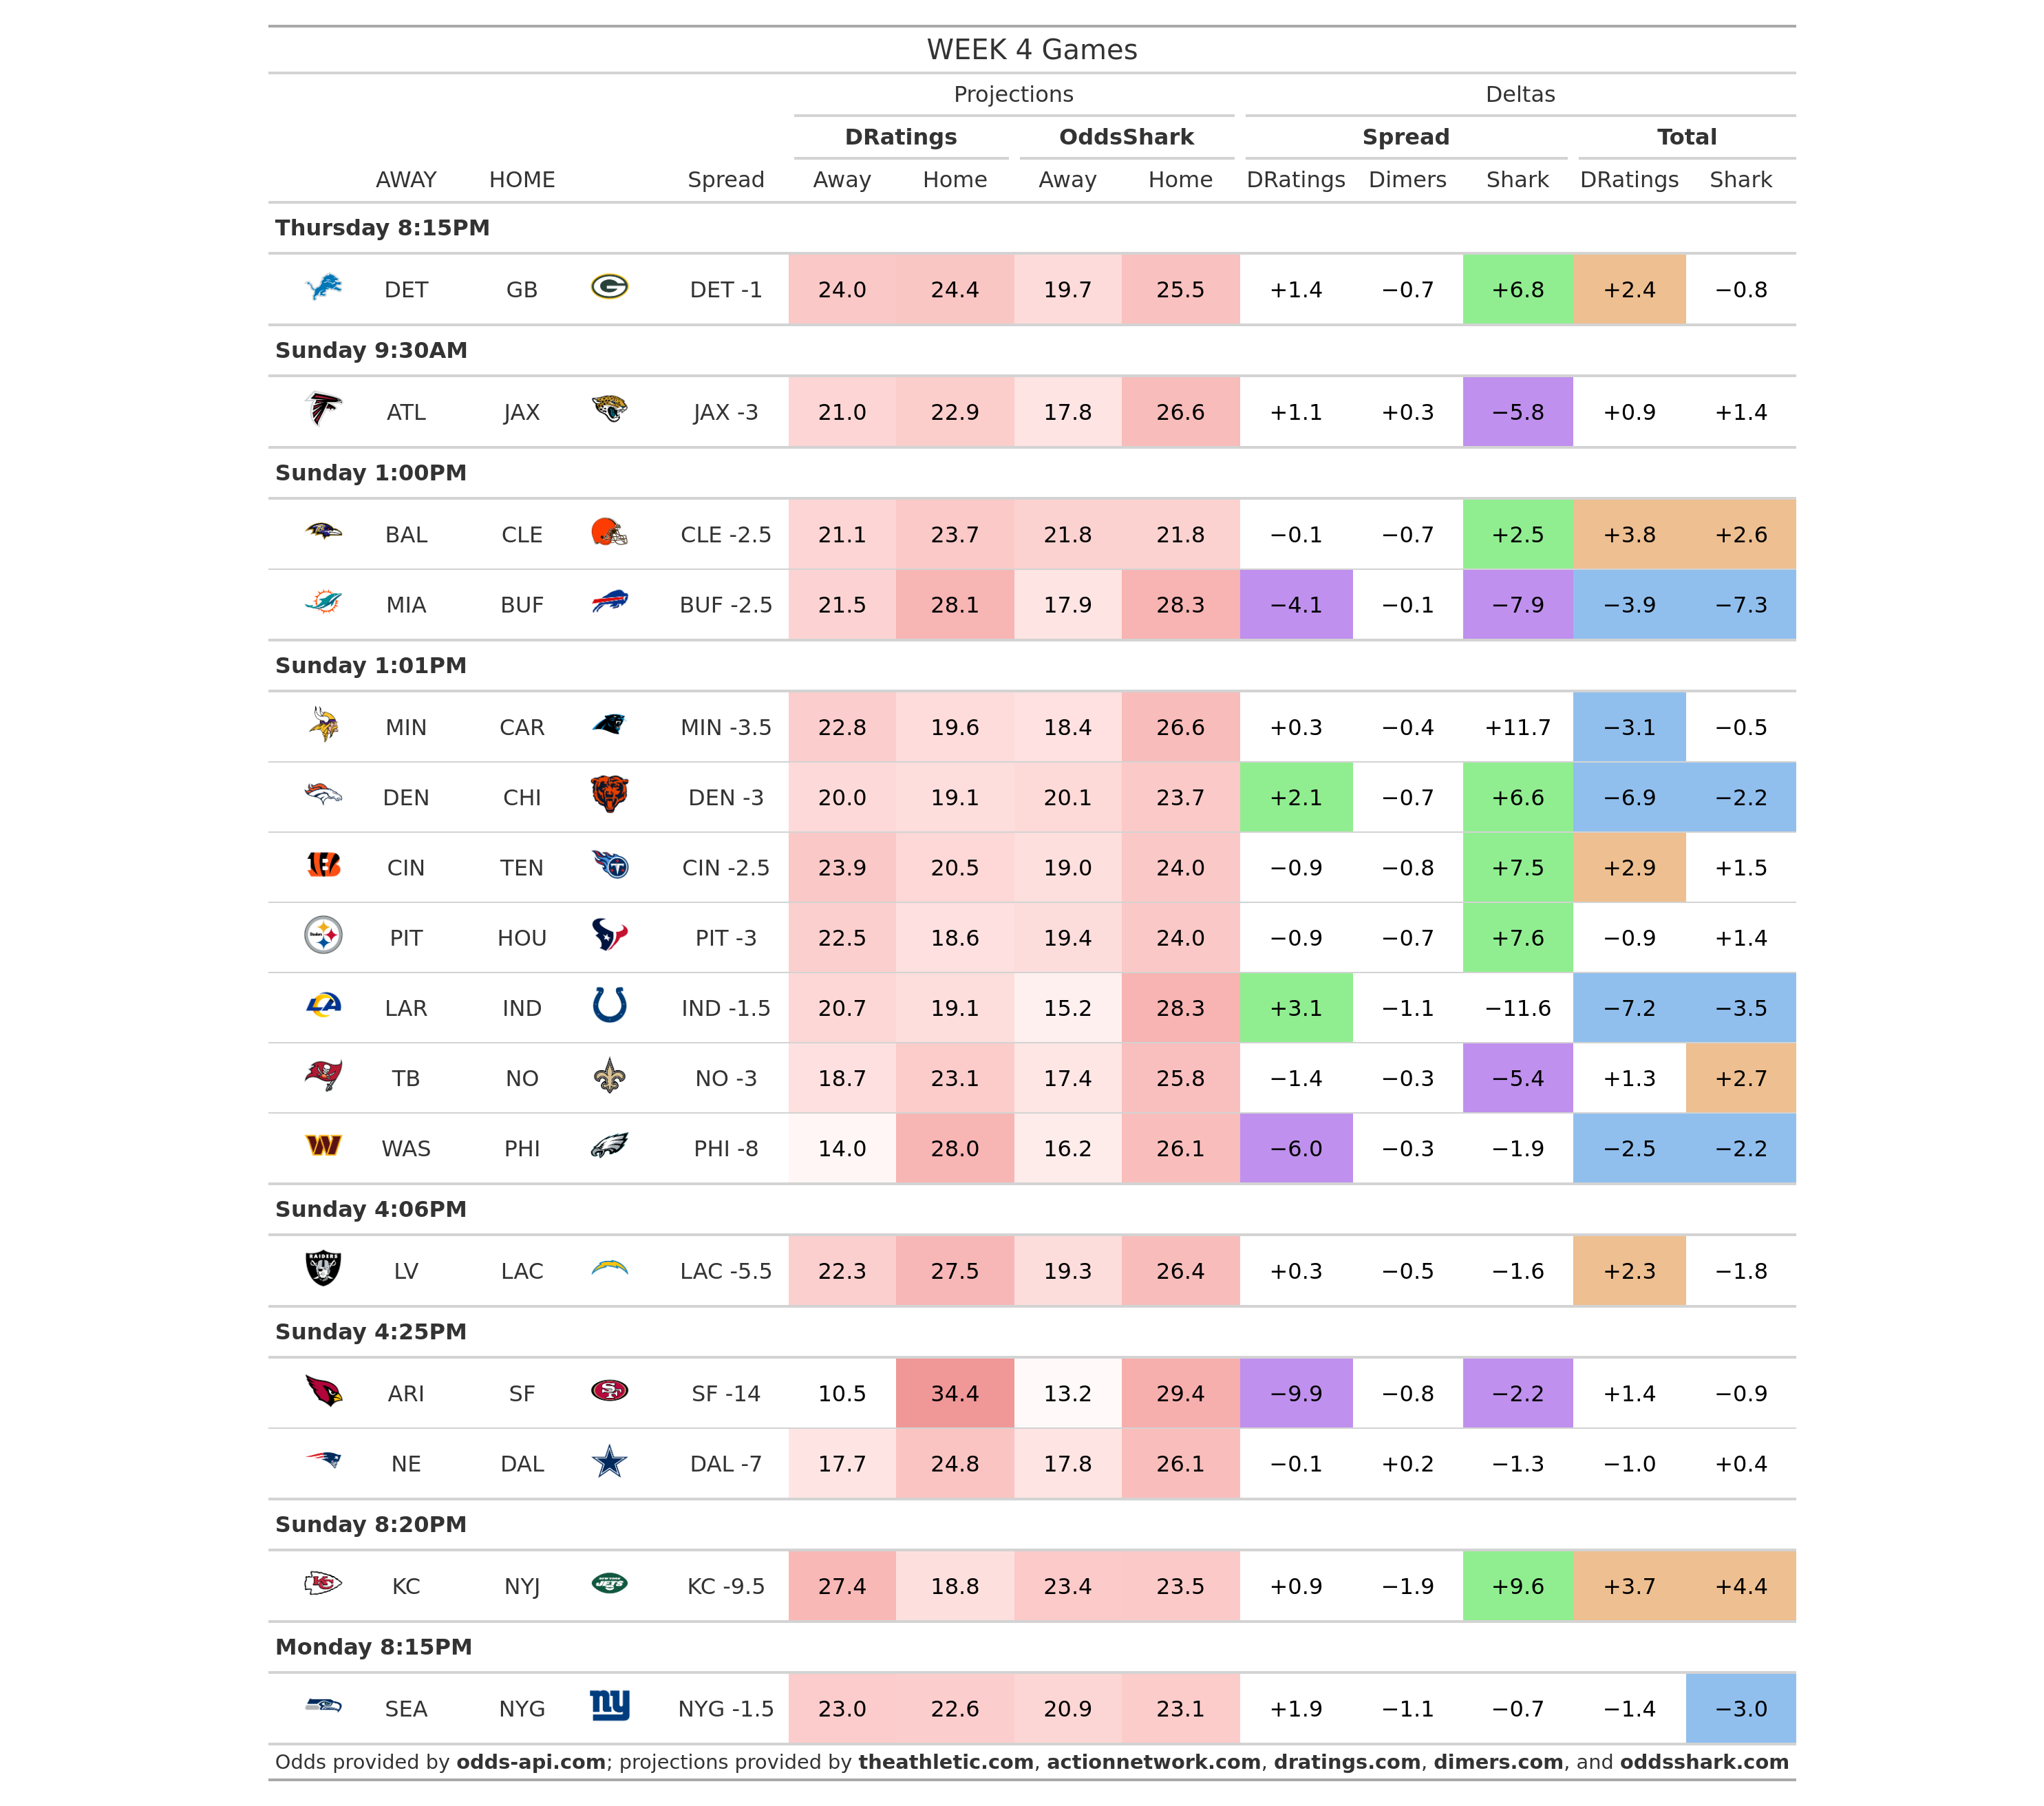 WEEK 4 Games
Projections Deltas
DRatings OddsShark Spread Total
AWAY HOME Spread Away Home Away Home DRatings Dimers Shark DRatings Shark
Thursday 8:15PM
DET GB DET -1 24.0 24.4 19.7 25.5 +1.4 −0.7 +6.8 +2.4 −0.8
Sunday 9:30AM
ATL JAX JAX -3 21.0 22.9 17.8 26.6 +1.1 +0.3 −5.8 +0.9 +1.4
Sunday 1:00PM
BAL CLE CLE -2.5 21.1 23.7 21.8 21.8 −0.1 −0.7 +2.5 +3.8 +2.6
MIA BUF BUF -2.5 21.5 28.1 17.9 28.3 −4.1 −0.1 −7.9 −3.9 −7.3
Sunday 1:01PM
MIN CAR MIN -3.5 22.8 19.6 18.4 26.6 +0.3 −0.4 +11.7 −3.1 −0.5
DEN CHI DEN -3 20.0 19.1 20.1 23.7 +2.1 −0.7 +6.6 −6.9 −2.2
CIN TEN CIN -2.5 23.9 20.5 19.0 24.0 −0.9 −0.8 +7.5 +2.9 +1.5
PIT HOU PIT -3 22.5 18.6 19.4 24.0 −0.9 −0.7 +7.6 −0.9 +1.4
LAR IND IND -1.5 20.7 19.1 15.2 28.3 +3.1 −1.1 −11.6 −7.2 −3.5
TB NO NO -3 18.7 23.1 17.4 25.8 −1.4 −0.3 −5.4 +1.3 +2.7
WAS PHI PHI -8 14.0 28.0 16.2 26.1 −6.0 −0.3 −1.9 −2.5 −2.2
Sunday 4:06PM
LV LAC LAC -5.5 22.3 27.5 19.3 26.4 +0.3 −0.5 −1.6 +2.3 −1.8
Sunday 4:25PM
ARI SF SF -14 10.5 34.4 13.2 29.4 −9.9 −0.8 −2.2 +1.4 −0.9
NE DAL DAL -7 17.7 24.8 17.8 26.1 −0.1 +0.2 −1.3 −1.0 +0.4
Sunday 8:20PM
KC NYJ KC -9.5 27.4 18.8 23.4 23.5 +0.9 −1.9 +9.6 +3.7 +4.4
Monday 8:15PM
SEA NYG NYG -1.5 23.0 22.6 20.9 23.1 +1.9 −1.1 −0.7 −1.4 −3.0
Odds provided by odds-api.com; projections provided by theathletic.com, actionnetwork.com, dratings.com, dimers.com, and oddsshark.com